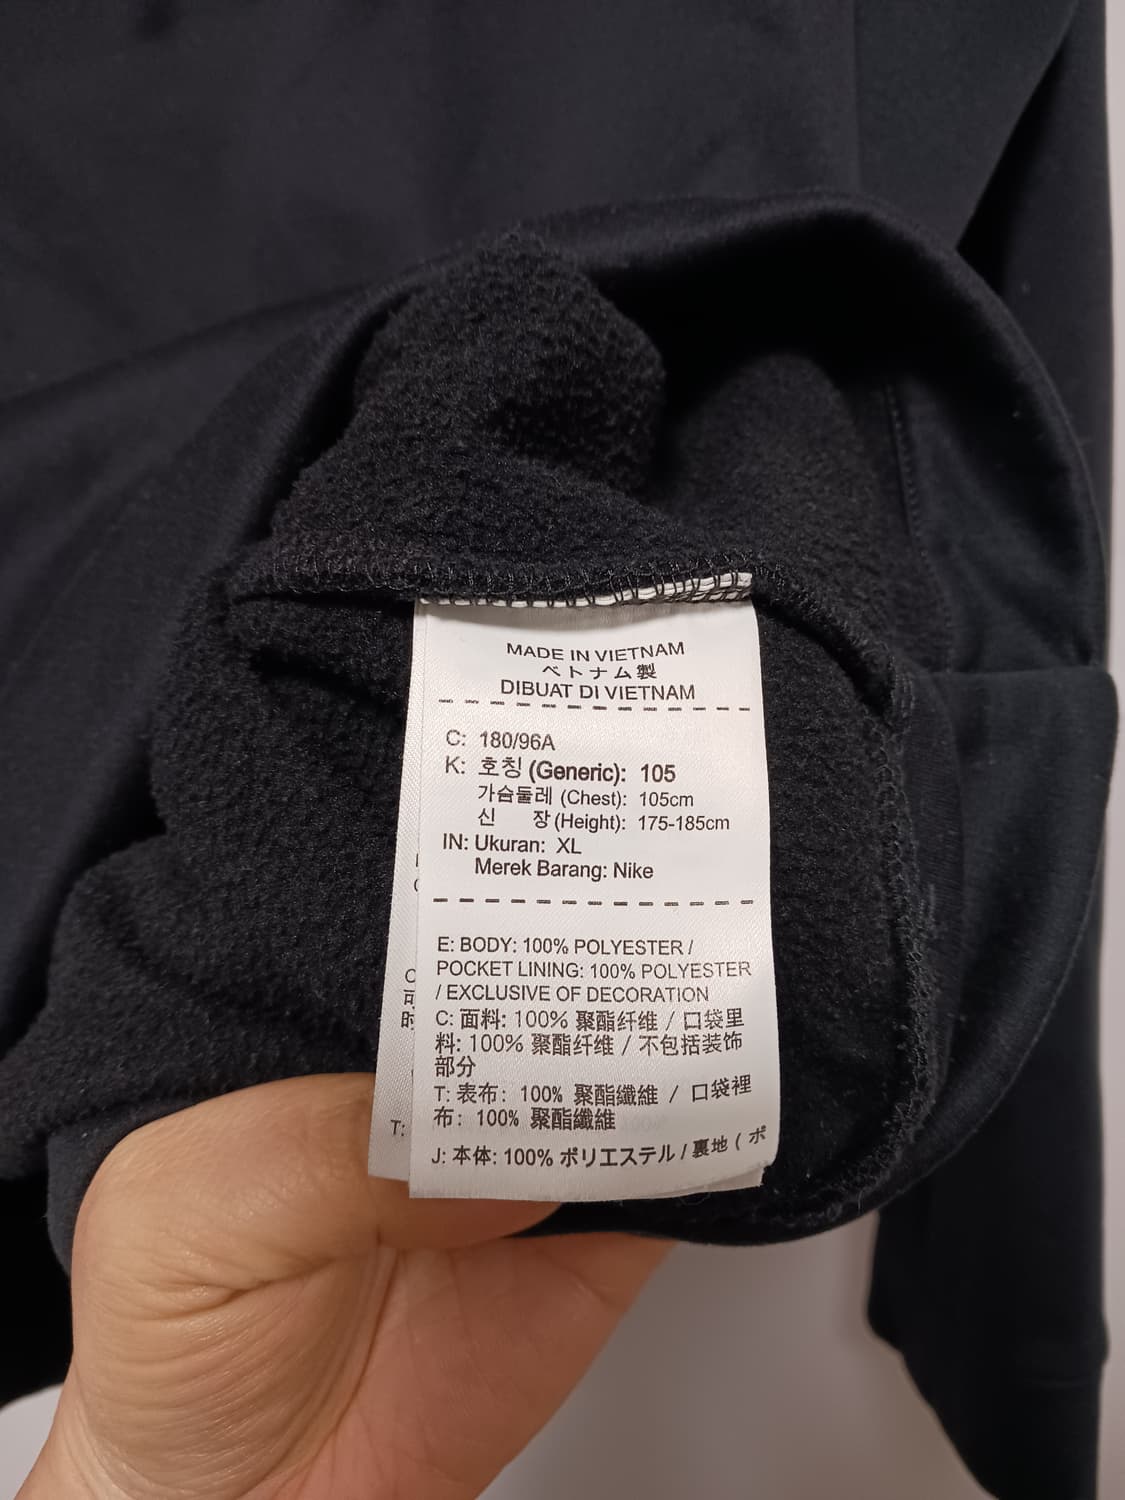 MADE IN VIETNAM
ベトナム製
DIBUAT DI VIETNAM
C: 180/96A
K: 호칭 (Generic): 105
가슴둘레 (Chest): 105cm
신 장 (Height): 175-185cm
IN: Ukuran: XL
Merek Barang: Nike
E: BODY: 100% POLYESTER /
POCKET LINING: 100% POLYESTER
/ EXCLUSIVE OF DECORATION
C: 面料: 100% 聚酯纤维 / 口袋里
料: 100% 聚酯纤维 / 不包括装饰
部分
T: 表布: 100% 聚酯纖維 / 口袋裡
布: 100% 聚酯纖維
J: 本体: 100% ポリエステル / 裏地 ( ポ
可
时
T: